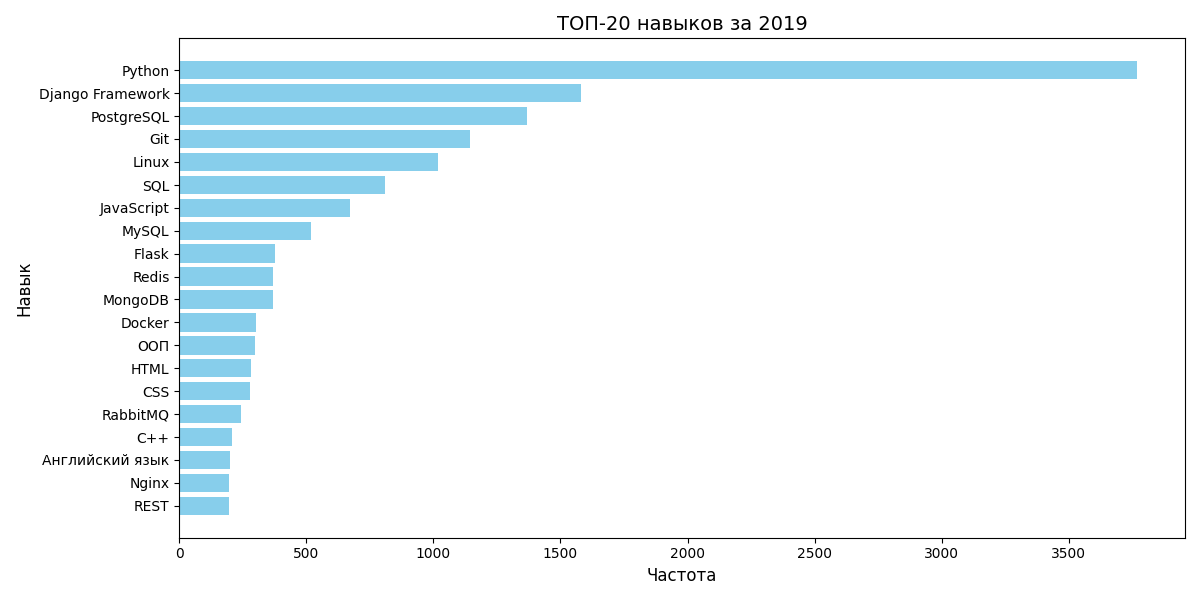 ТОП-20 навыков за 2019
Навык
Python
Django Framework
PostgreSQL
Git
Linux
SQL
JavaScript
MySQL
Flask
Redis
MongoDB
Docker
ООП
HTML
CSS
RabbitMQ
C++
Английский язык
Nginx
REST
0 500 1000 1500 2000 2500 3000 3500
Частота